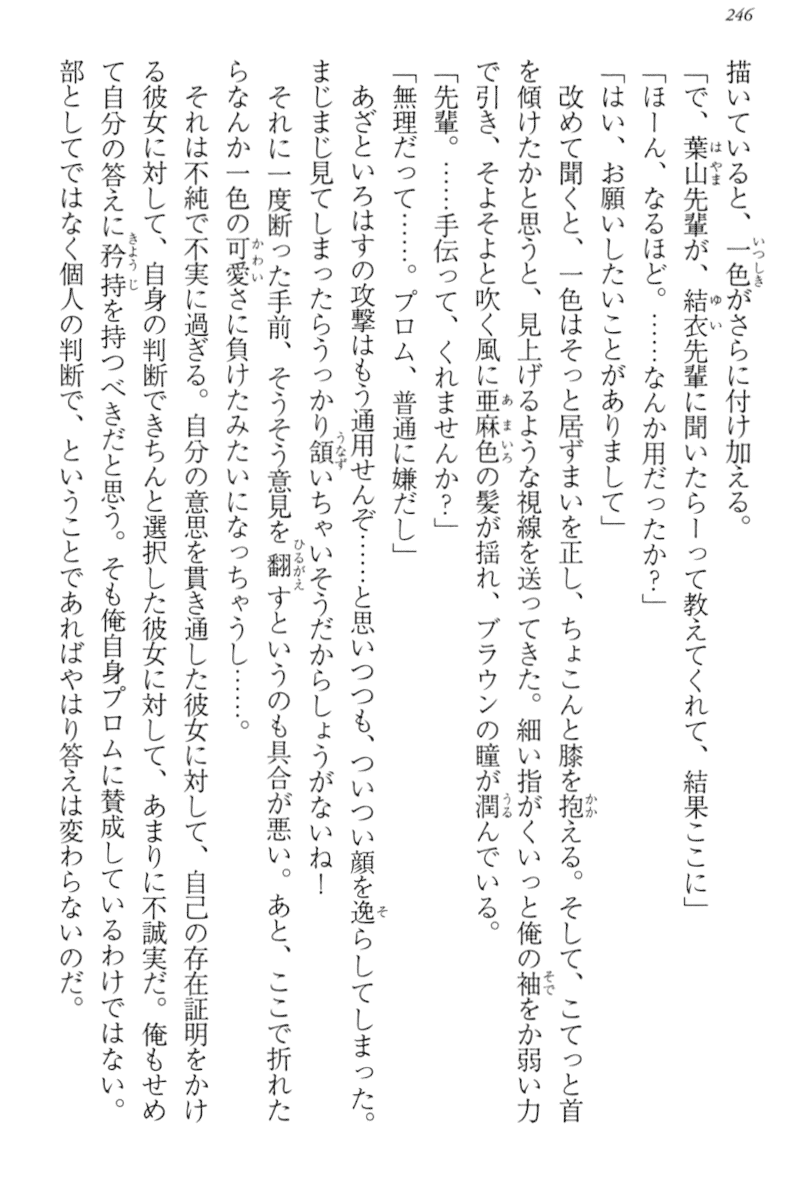 246
描いていると、一色がさらに付け加える。
「で、葉山先輩が、結衣先輩に聞いたらーって教えてくれて、結果ここに」
「ほーん、なるほど。……なんか用だったか？」
「はい、お願いしたいことがありまして」
　改めて聞くと、一色はそっと居ずまいを正し、ちょこんと膝を抱える。そして、こてっと首
を傾けたかと思うと、見上げるような視線を送ってきた。細い指がくいっと俺の袖をか弱い力
で引き、そよそよと吹く風に亜麻色の髪が揺れ、ブラウンの瞳が潤んでいる。
「先輩。……手伝って、くれませんか？」
「無理だって……。プロム、普通に嫌だし」
　あざといろはすの攻撃はもう通用せんぞ……と思いつつも、ついつい顔を逸らしてしまった。
まじまじ見てしまったらうっかり頷いちゃいそうだからしょうがないね！
　それに一度断った手前、そうそう意見を翻すというのも具合が悪い。あと、ここで折れた
らなんか一色の可愛さに負けたみたいになっちゃうし……。
　それは不純で不実に過ぎる。自分の意思を貫き通した彼女に対して、自己の存在証明をかけ
る彼女に対して、自身の判断できちんと選択した彼女に対して、あまりに不誠実だ。俺もせめ
て自分の答えに矜持を持つべきだと思う。そも俺自身プロムに賛成しているわけではない。
部としてではなく個人の判断で、ということであればやはり答えは変わらないのだ。